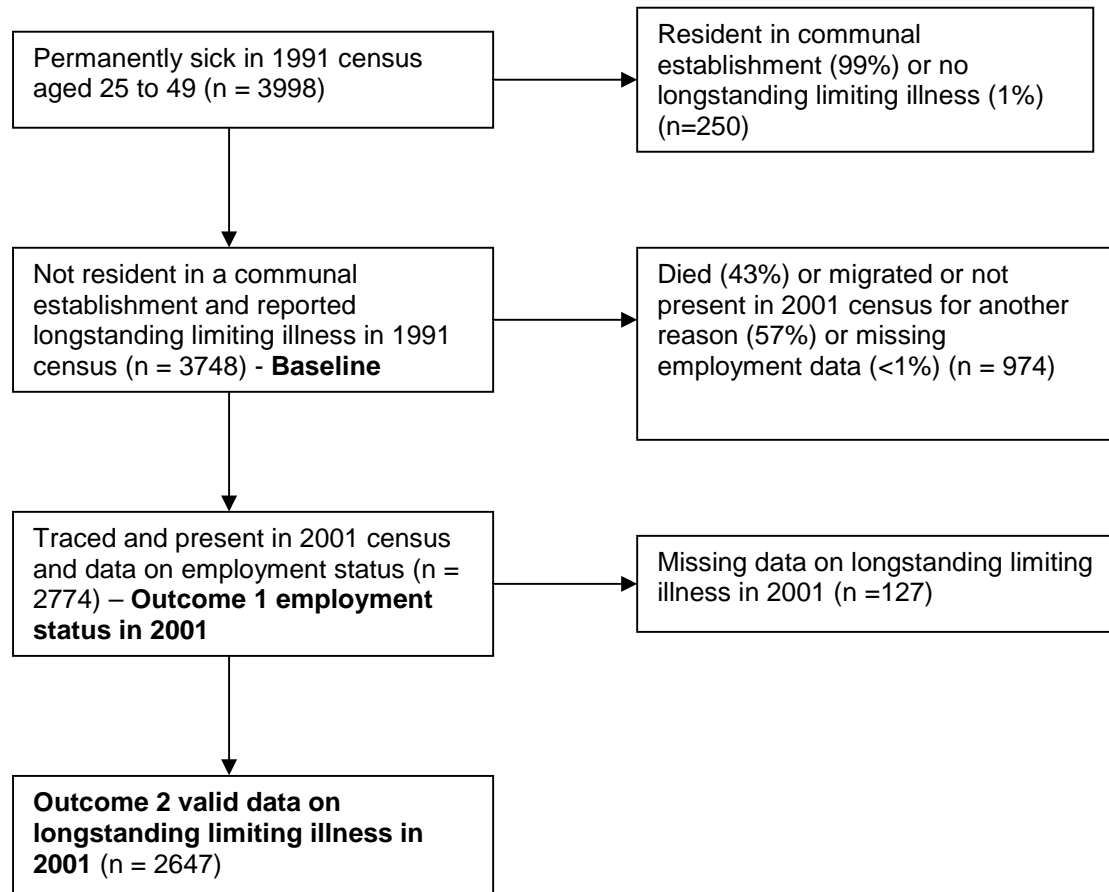 Permanently sick in 1991 census
aged 25 to 49 (n = 3998)
Resident in communal
establishment (99%) or no
longstanding limiting illness (1%)
(n=250)
Not resident in a communal
establishment and reported
longstanding limiting illness in 1991
census (n = 3748) - Baseline
Died (43%) or migrated or not
present in 2001 census for another
reason (57%) or missing
employment data (<1%) (n = 974)
Traced and present in 2001 census
and data on employment status (n =
2774) – Outcome 1 employment
status in 2001
Missing data on longstanding limiting
illness in 2001 (n =127)
Outcome 2 valid data on
longstanding limiting illness in
2001 (n = 2647)